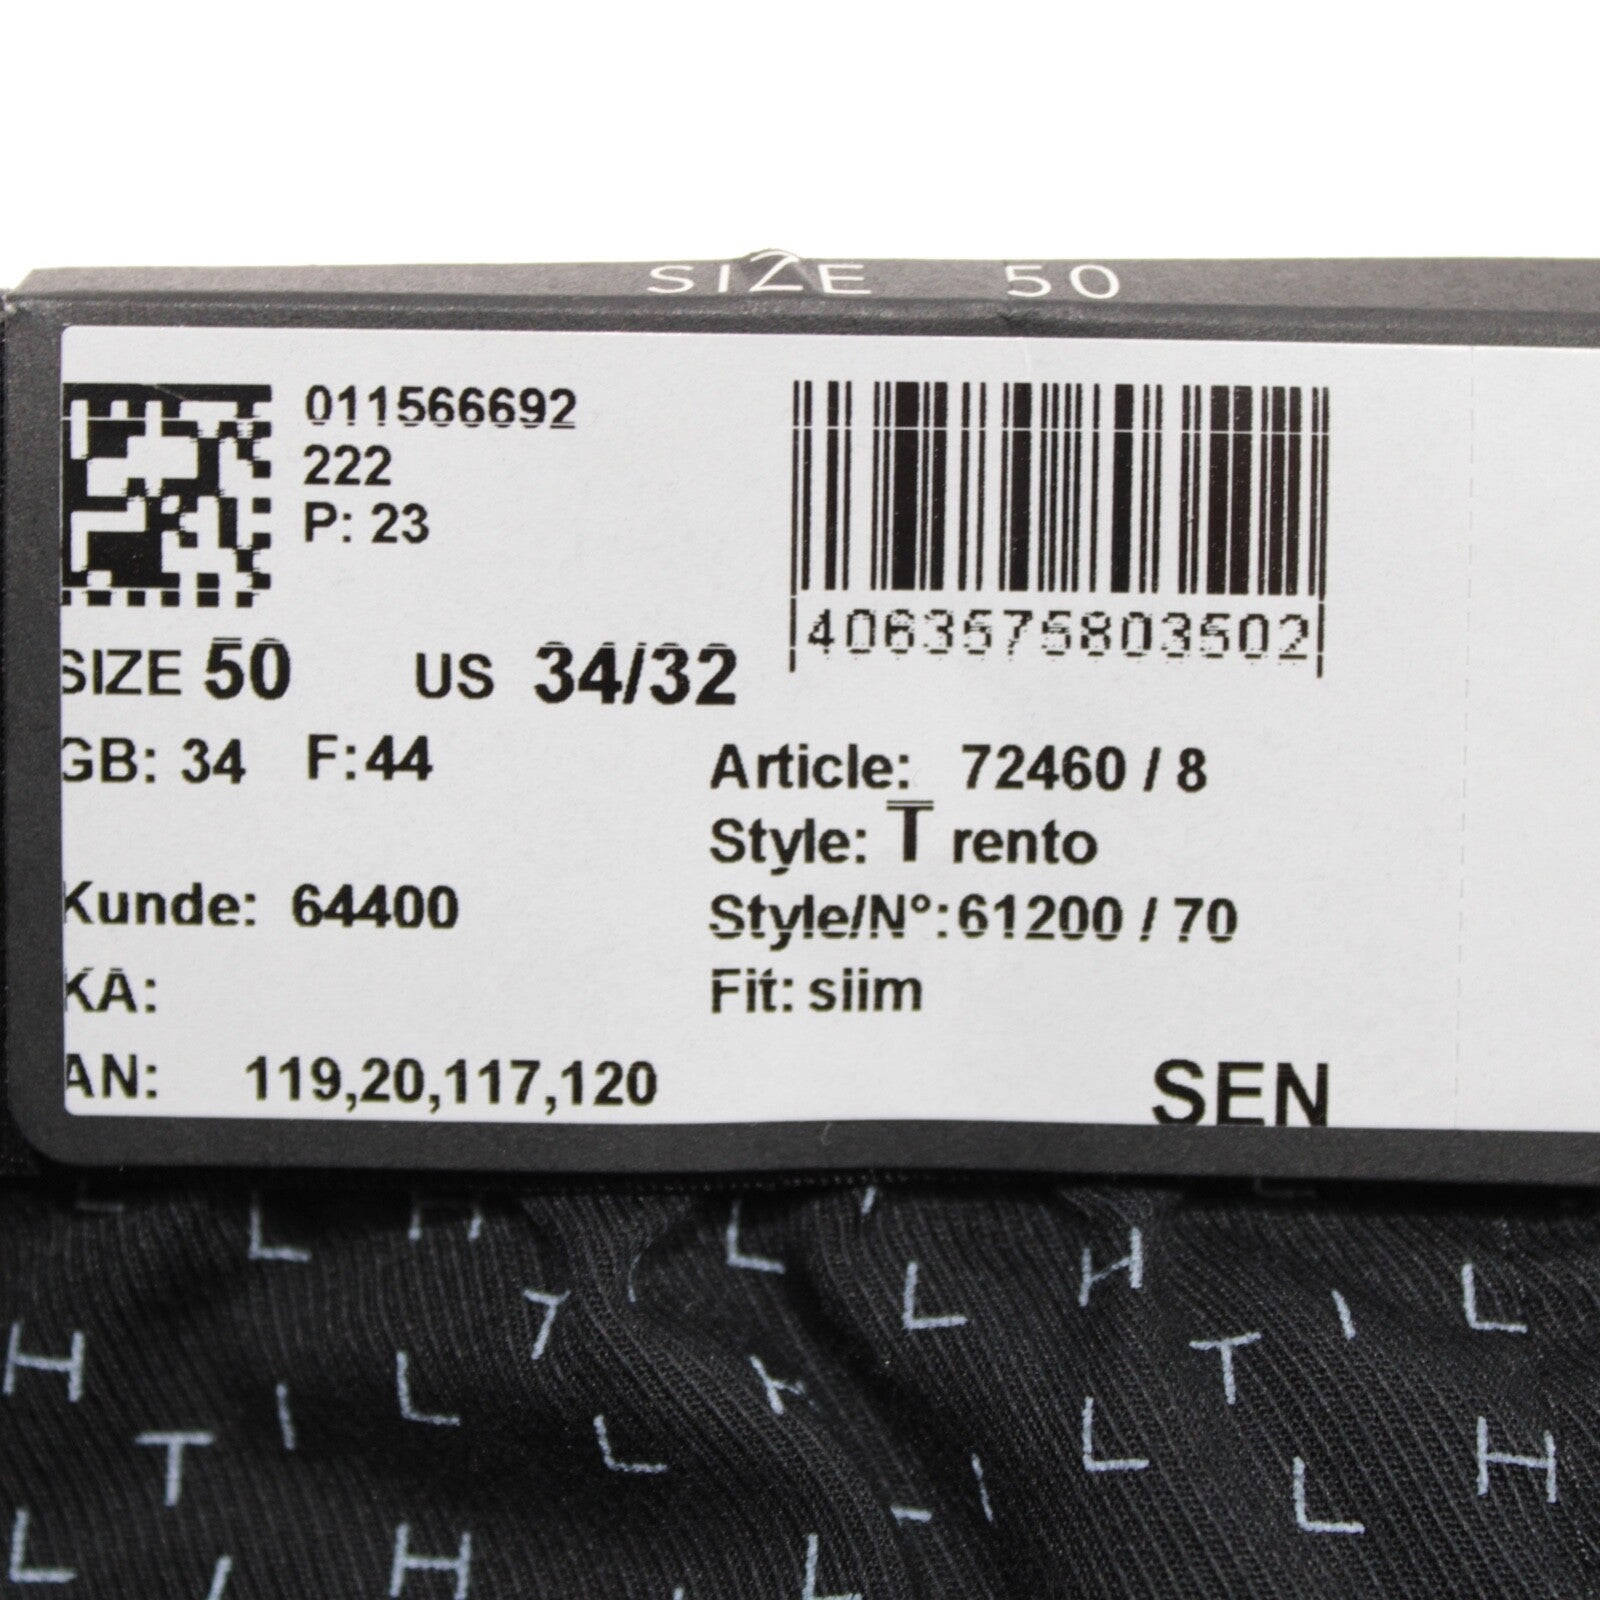 SIZE 50
011566692
222
P: 23
4063575803502
SIZE 50 US 34/32
GB: 34 F:44
Article: 72460 / 8
Style: T rento
Kunde: 64400
Style/N°:61200 / 70
KA:
Fit: siim
AN: 119,20,117,120
SEN
L H L
H T I L L H I L
I L L T
T L I L L H
L H L